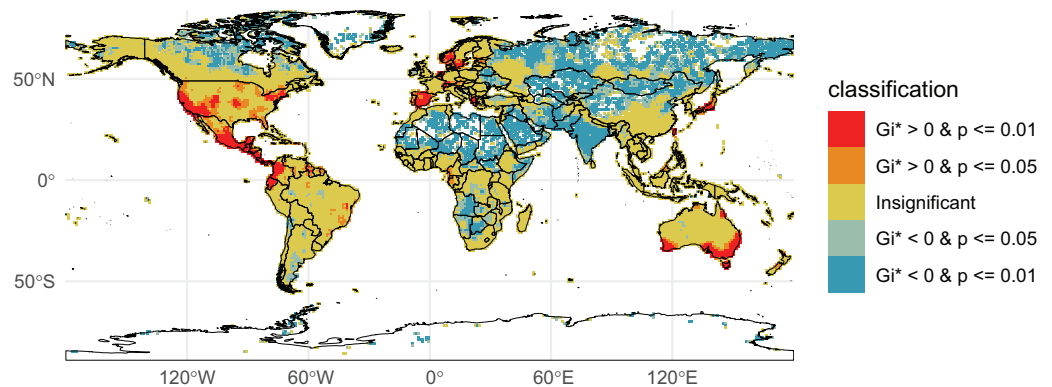 50°N
0°
50°S
120°W
60°W
0°
60°E
120°E
classification
Gi* > 0 & p <= 0.01
Gi* > 0 & p <= 0.05
Insignificant
Gi* < 0 & p <= 0.05
Gi* < 0 & p <= 0.01